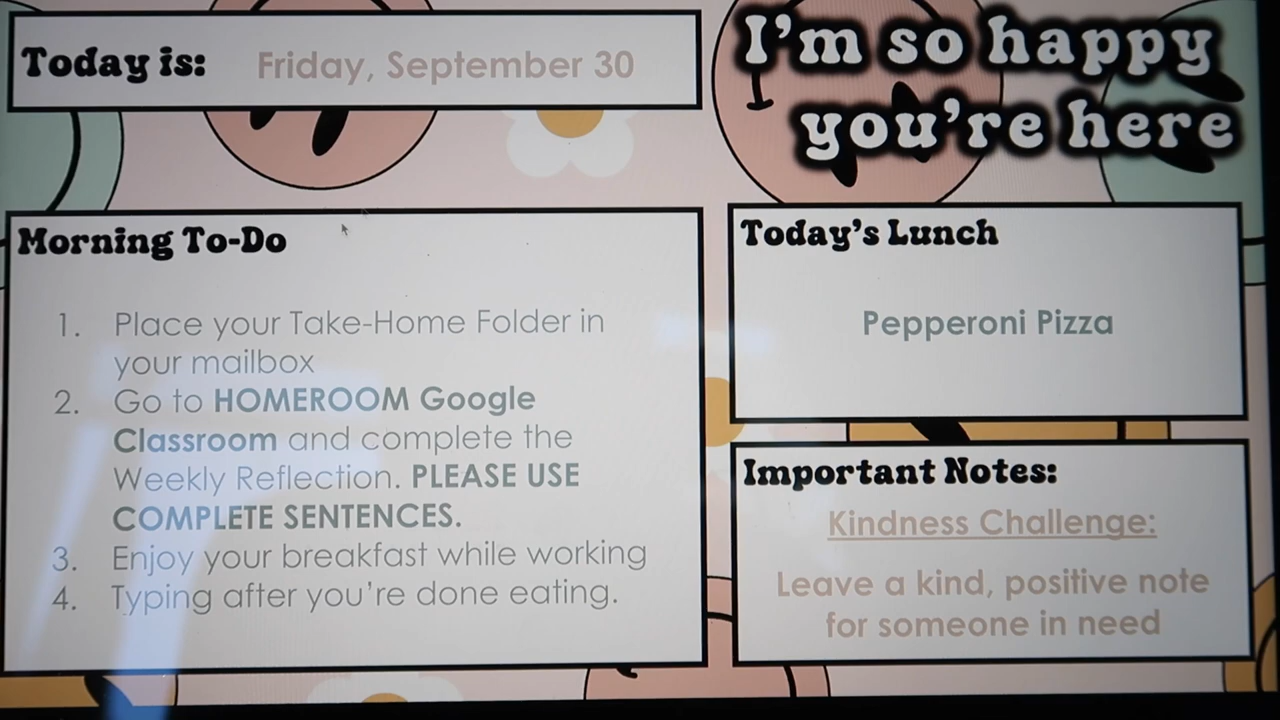 Today is: Friday, September 30
I'm so happy
you're here
Morning To-Do
1. Place your Take-Home Folder in
your mailbox
2. Go to HOMEROOM Google
Classroom and complete the
Weekly Reflection. PLEASE USE
COMPLETE SENTENCES.
3. Enjoy your breakfast while working
4. Typing after you're done eating.
Today's Lunch
Pepperoni Pizza
Important Notes:
Kindness Challenge:
Leave a kind, positive note
for someone in need